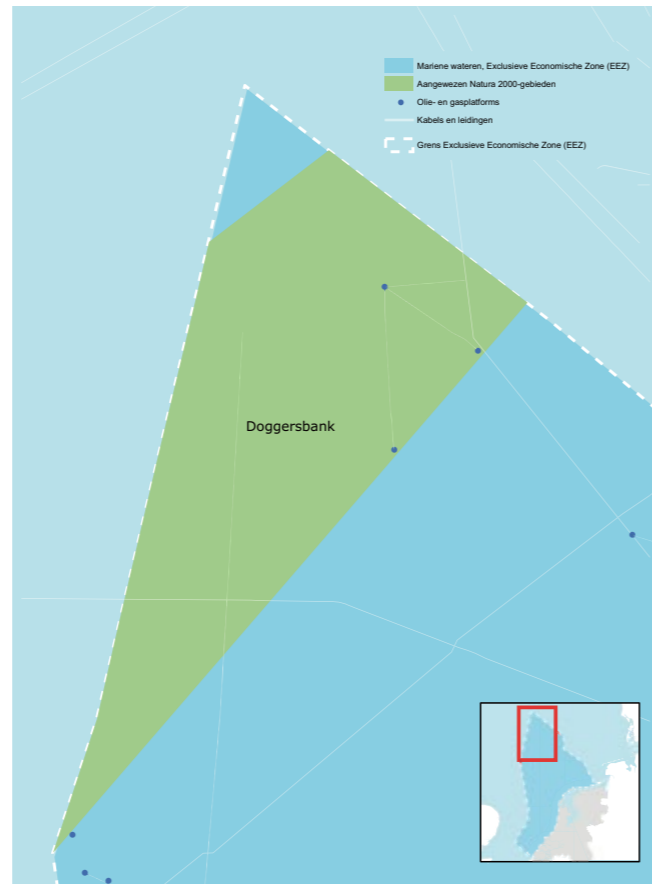 Mariene wateren, Exclusieve Economische Zone (EEZ)
Aangewezen Natura 2000-gebieden
Olie- en gasplatforms
Kabels en leidingen
Grens Exclusieve Economische Zone (EEZ)
Doggersbank